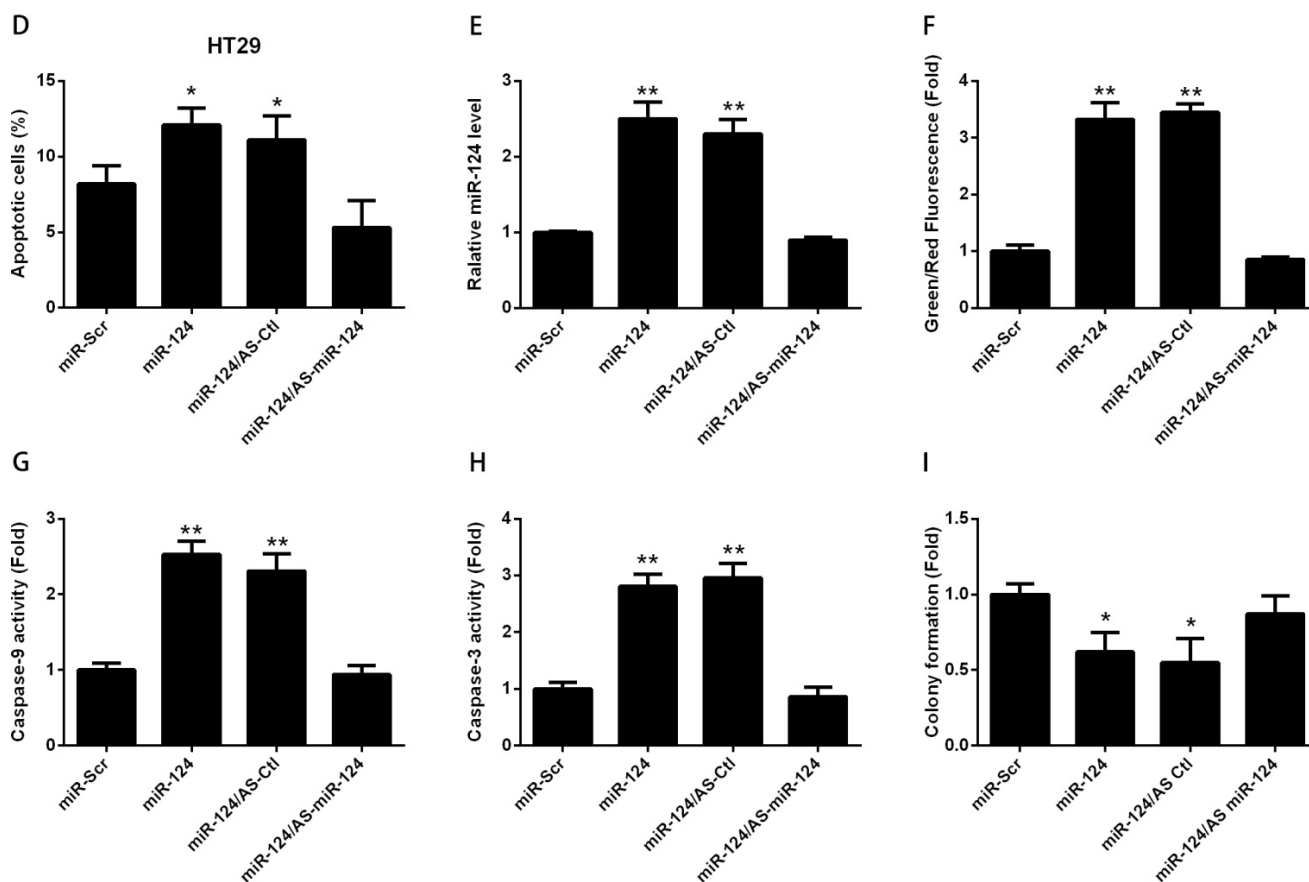 D
HT29
Apoptotic cells (%)
15
10
5
0
*
*
miR-Scr
miR-124
miR-124/AS-Ctl
miR-124/AS-miR-124
E
Ralative miR-124 level
3
2
1
0
**
**
miR-Scr
miR-124
miR-124/AS-Ctl
miR-124/AS-miR-124
F
Green/Red Fluorescence (Fold)
4
3
2
1
0
**
**
miR-Scr
miR-124
miR-124/AS-Ctl
miR-124/AS-miR-124
G
Caspase-9 activity (Fold)
3
2
1
0
**
**
miR-Scr
miR-124
miR-124/AS-Ctl
miR-124/AS-miR-124
H
Caspase-3 activity (Fold)
4
3
2
1
0
**
**
miR-Scr
miR-124
miR-124/AS-Ctl
miR-124/AS-miR-124
I
Colony formation (Fold)
1.5
1.0
0.5
0.0
*
*
miR-Scr
miR-124
miR-124/AS Ctl
miR-124/AS miR-124